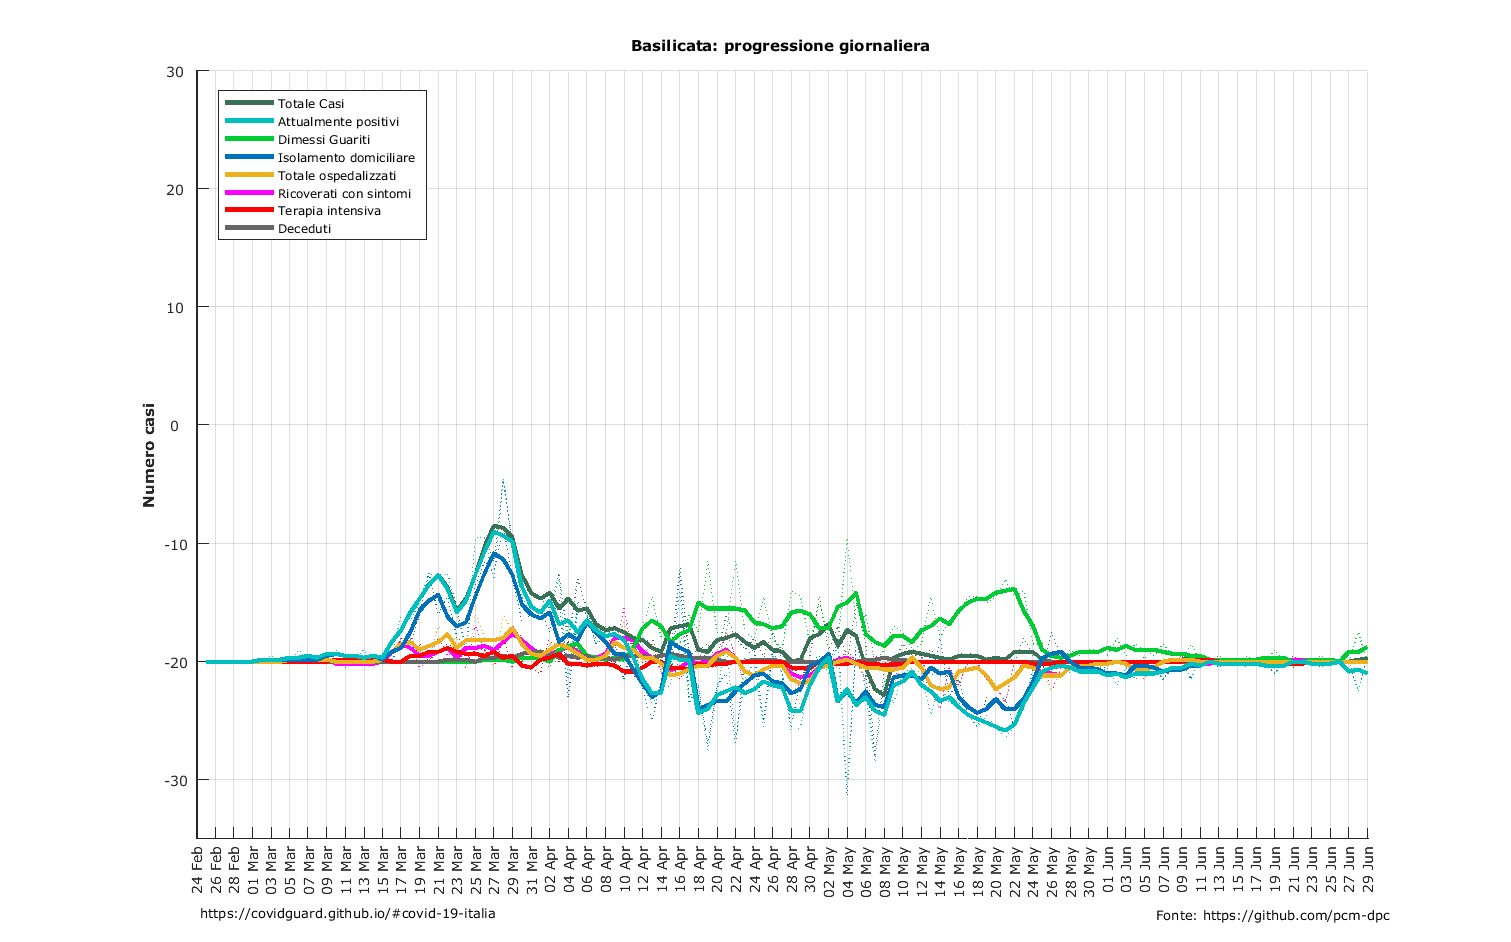 Basilicata: progressione giornaliera
Numero casi
30
20
10
0
-10
-20
-30
Totale Casi
Attualmente positivi
Dimessi Guariti
Isolamento domiciliare
Totale ospedalizzati
Ricoverati con sintomi
Terapia intensiva
Deceduti
24 Feb
26 Feb
28 Feb
01 Mar
03 Mar
05 Mar
07 Mar
09 Mar
11 Mar
13 Mar
15 Mar
17 Mar
19 Mar
21 Mar
23 Mar
25 Mar
27 Mar
29 Mar
31 Mar
02 Apr
04 Apr
06 Apr
08 Apr
10 Apr
12 Apr
14 Apr
16 Apr
18 Apr
20 Apr
22 Apr
24 Apr
26 Apr
28 Apr
30 Apr
02 May
04 May
06 May
08 May
10 May
12 May
14 May
16 May
18 May
20 May
22 May
24 May
26 May
28 May
30 May
01 Jun
03 Jun
05 Jun
07 Jun
09 Jun
11 Jun
13 Jun
15 Jun
17 Jun
19 Jun
21 Jun
23 Jun
25 Jun
27 Jun
29 Jun
https://covidguard.github.io/#covid-19-italia
Fonte: https://github.com/pcm-dpc